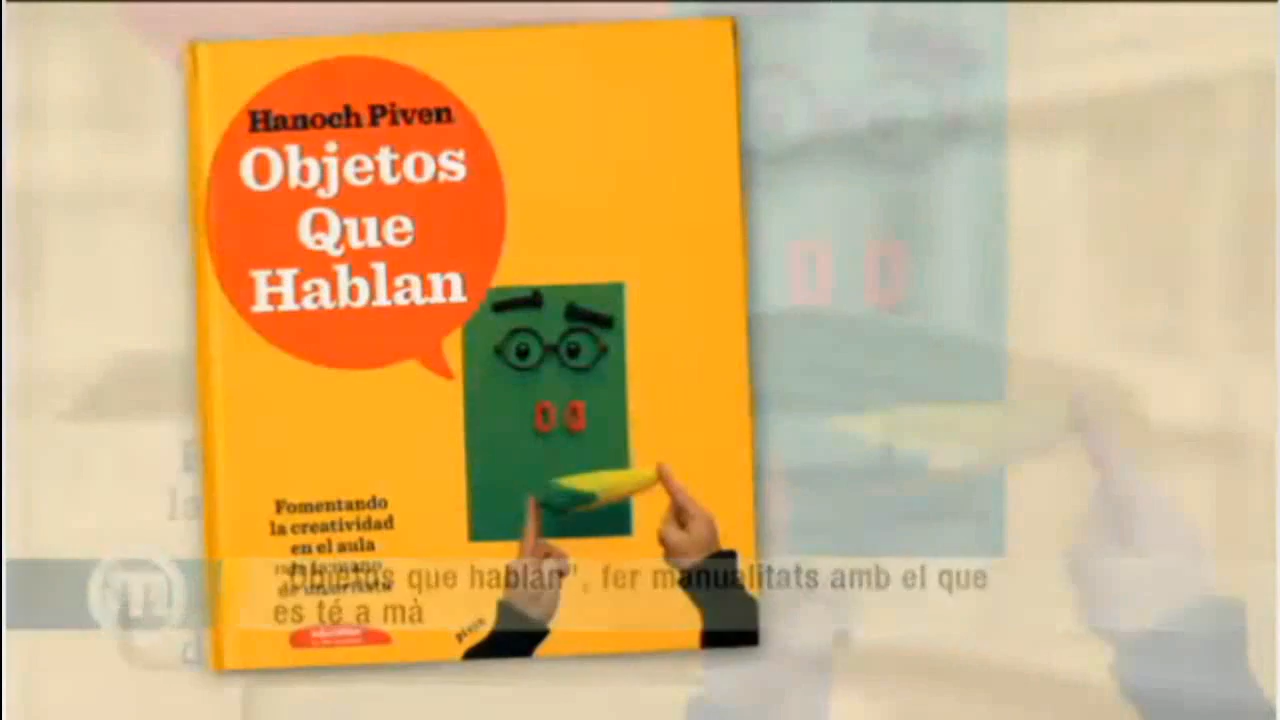 Hanoch Piven
Objetos
Que
Hablan
Fomentando
la creatividad
en el aula
"Objetos que hablan", fer manualitats amb el que
es té a mà
Piven